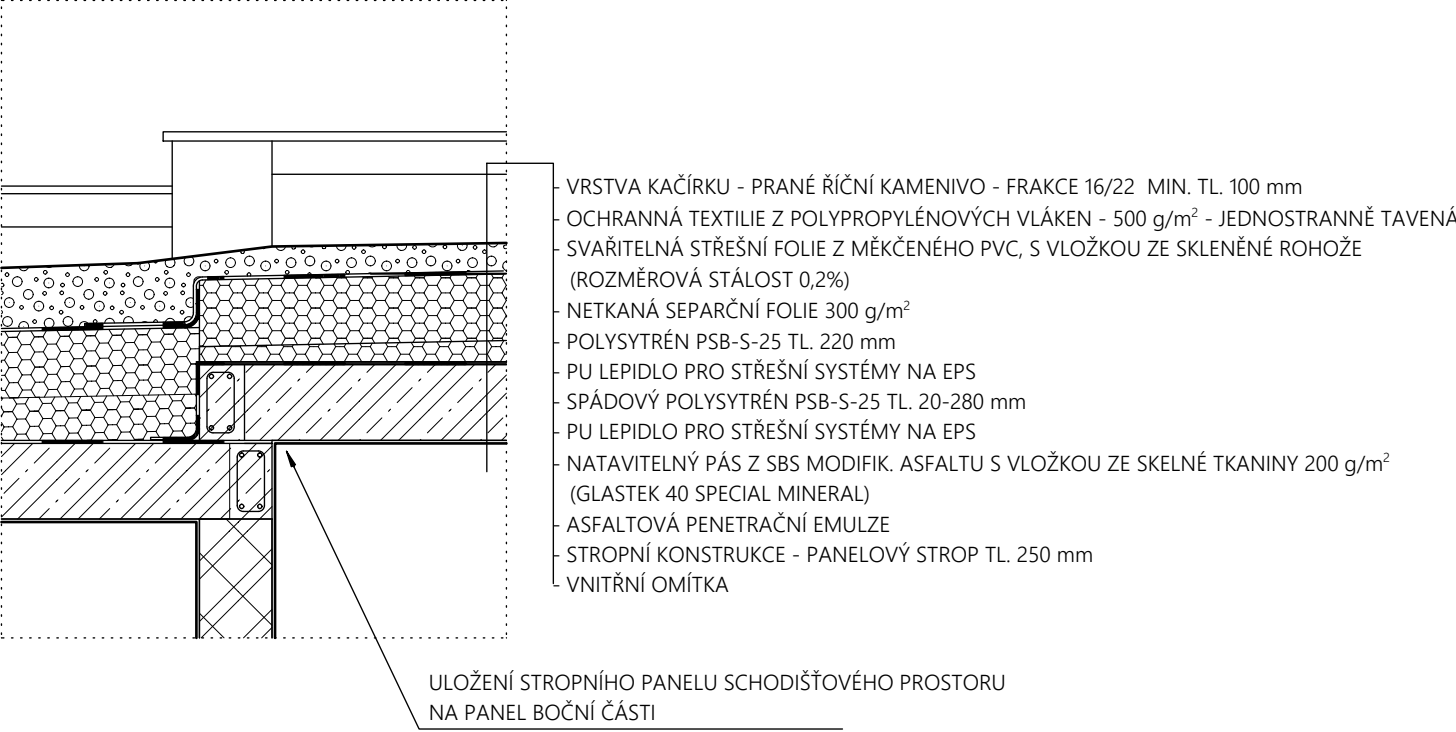 - VRSTVA KAČÍRKU - PRANÉ ŘÍČNÍ KAMENIVO - FRAKCE 16/22 MIN. TL. 100 mm
- OCHRANNÁ TEXTILIE Z POLYPROPYLÉNOVÝCH VLÁKEN - 500 g/m² - JEDNOSTRANNĚ TAVENÁ
- SVAŘITELNÁ STŘEŠNÍ FOLIE Z MĚKČENÉHO PVC, S VLOŽKOU ZE SKLENĚNÉ ROHOŽE
(ROZMĚROVÁ STÁLOST 0,2%)
- NETKANÁ SEPARČNÍ FOLIE 300 g/m²
- POLYSYTRÉN PSB-S-25 TL. 220 mm
- PU LEPIDLO PRO STŘEŠNÍ SYSTÉMY NA EPS
- SPÁDOVÝ POLYSYTRÉN PSB-S-25 TL. 20-280 mm
- PU LEPIDLO PRO STŘEŠNÍ SYSTÉMY NA EPS
- NATAVITELNÝ PÁS Z SBS MODIFIK. ASFALTU S VLOŽKOU ZE SKELNÉ TKANINY 200 g/m²
(GLASTEK 40 SPECIAL MINERAL)
- ASFALTOVÁ PENETRAČNÍ EMULZE
- STROPNÍ KONSTRUKCE - PANELOVÝ STROP TL. 250 mm
- VNITŘNÍ OMÍTKA
ULOŽENÍ STROPNÍHO PANELU SCHODIŠŤOVÉHO PROSTORU
NA PANEL BOČNÍ ČÁSTI